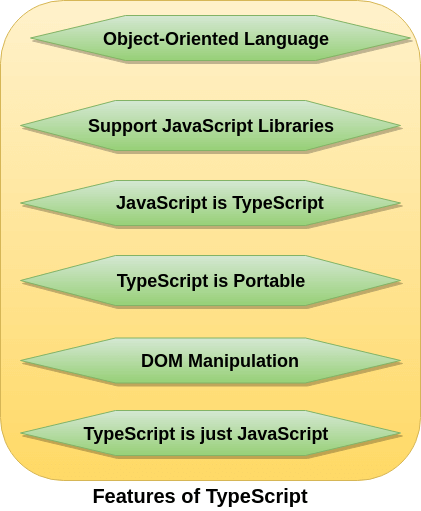 Object-Oriented Language
Support JavaScript Libraries
JavaScript is TypeScript
TypeScript is Portable
DOM Manipulation
TypeScript is just JavaScript
Features of TypeScript